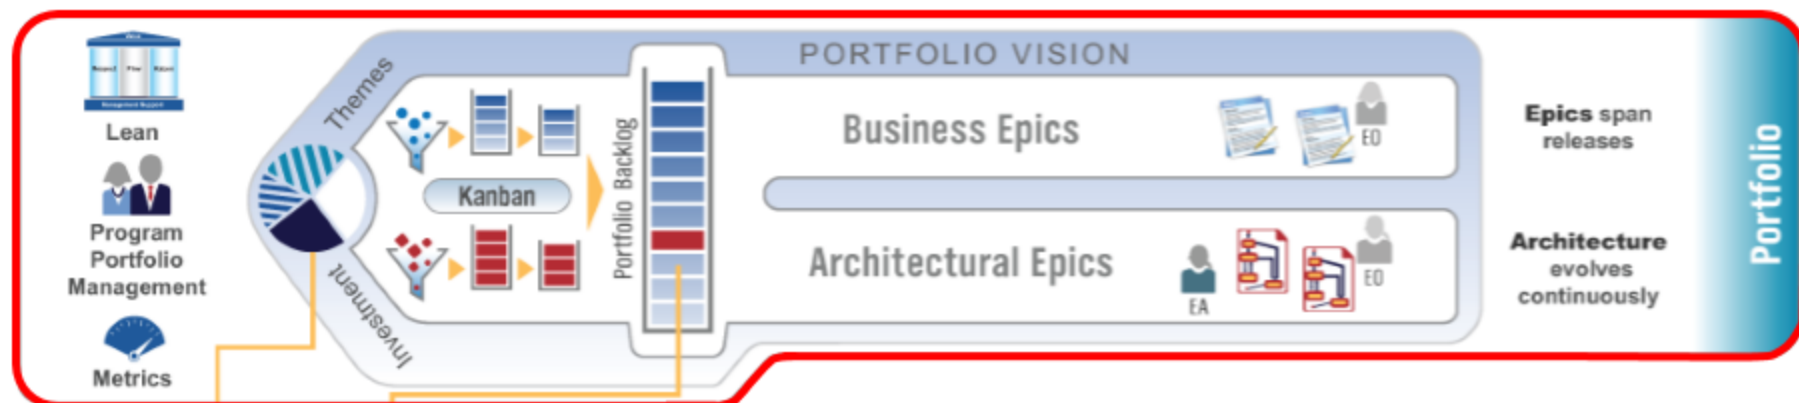 Lean
Program
Portfolio
Management
Metrics
Themes
Investment
Kanban
Portfolio Backlog
PORTFOLIO VISION
Business Epics
EO
Architectural Epics
EA
EO
Epics span
releases
Architecture
evolves
continuously
Portfolio